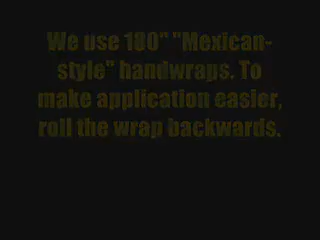 We use 180" "Mexican-
style" handwraps. To
make application easier,
roll the wrap backwards.